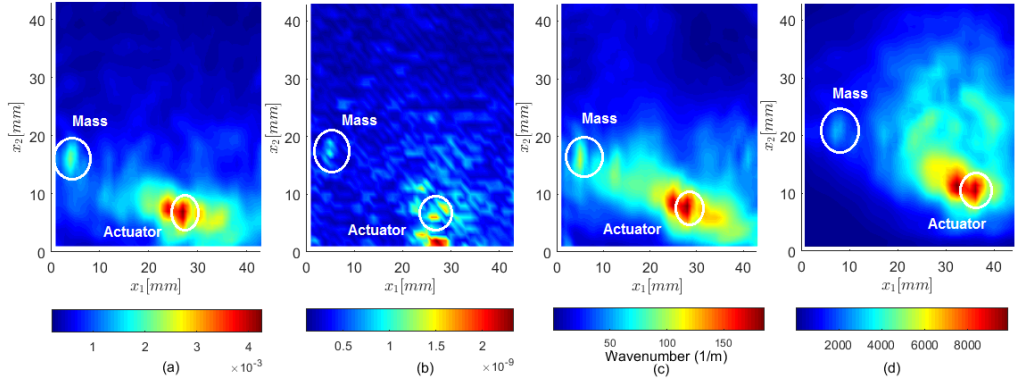 40
30
20
10
0
x₂[mm]
Mass
Actuator
0 10 20 30 40
x₁[mm]
1 2 3 4
×10⁻³
(a)
40
30
20
10
0
x₂[mm]
Mass
Actuator
0 10 20 30 40
x₁[mm]
0.5 1 1.5 2
×10⁻⁹
(b)
40
30
20
10
0
x₂[mm]
Mass
Actuator
0 10 20 30 40
x₁[mm]
50 100 150
Wavenumber (1/m)
(c)
40
30
20
10
0
x₂[mm]
Mass
Actuator
0 10 20 30 40
x₁[mm]
2000 4000 6000 8000
(d)